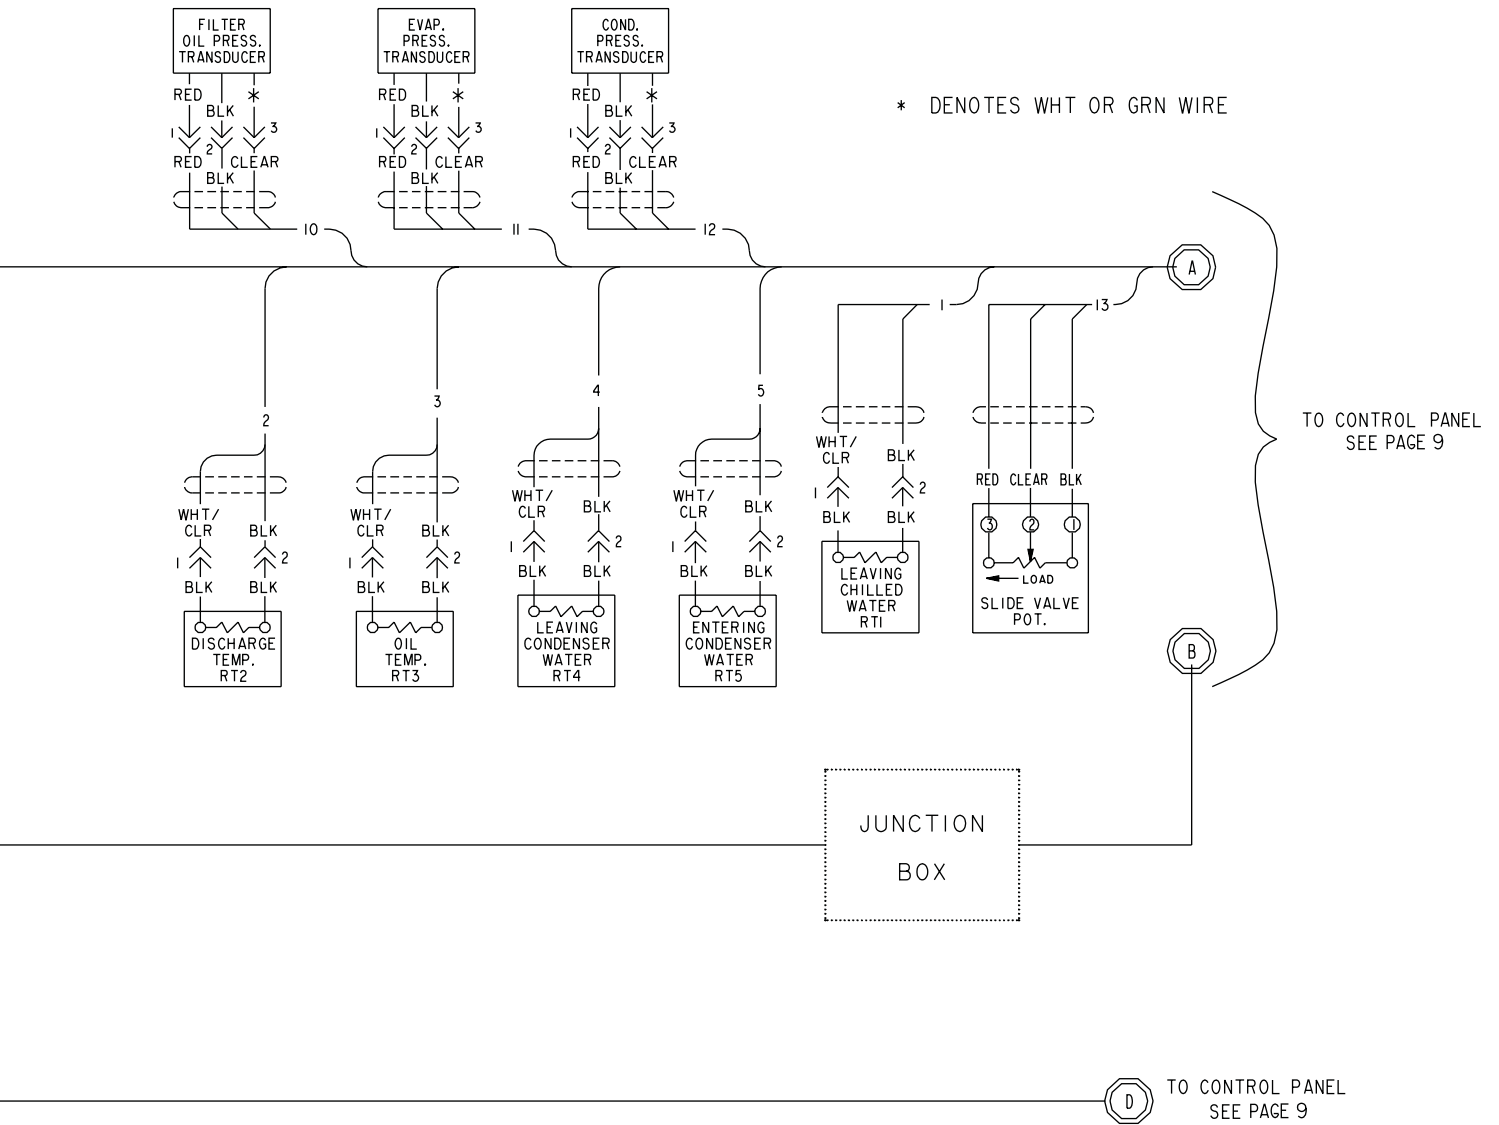 FILTER
OIL PRESS.
TRANSDUCER
EVAP.
PRESS.
TRANSDUCER
COND.
PRESS.
TRANSDUCER
RED
BLK
*
1
2
3
RED
BLK
CLEAR
10
RED
BLK
*
1
2
3
RED
BLK
CLEAR
11
RED
BLK
*
1
2
3
RED
BLK
CLEAR
12
* DENOTES WHT OR GRN WIRE
A
1
13
2
WHT/
CLR
BLK
1
2
BLK
BLK
DISCHARGE
TEMP.
RT2
3
WHT/
CLR
BLK
1
2
BLK
BLK
OIL
TEMP.
RT3
4
WHT/
CLR
BLK
1
2
BLK
BLK
LEAVING
CONDENSER
WATER
RT4
5
WHT/
CLR
BLK
1
2
BLK
BLK
ENTERING
CONDENSER
WATER
RT5
WHT/
CLR
BLK
1
2
BLK
BLK
LEAVING
CHILLED
WATER
RT1
RED CLEAR BLK
3
2
1
LOAD
SLIDE VALVE
POT.
TO CONTROL PANEL
SEE PAGE 9
B
JUNCTION
BOX
D
TO CONTROL PANEL
SEE PAGE 9